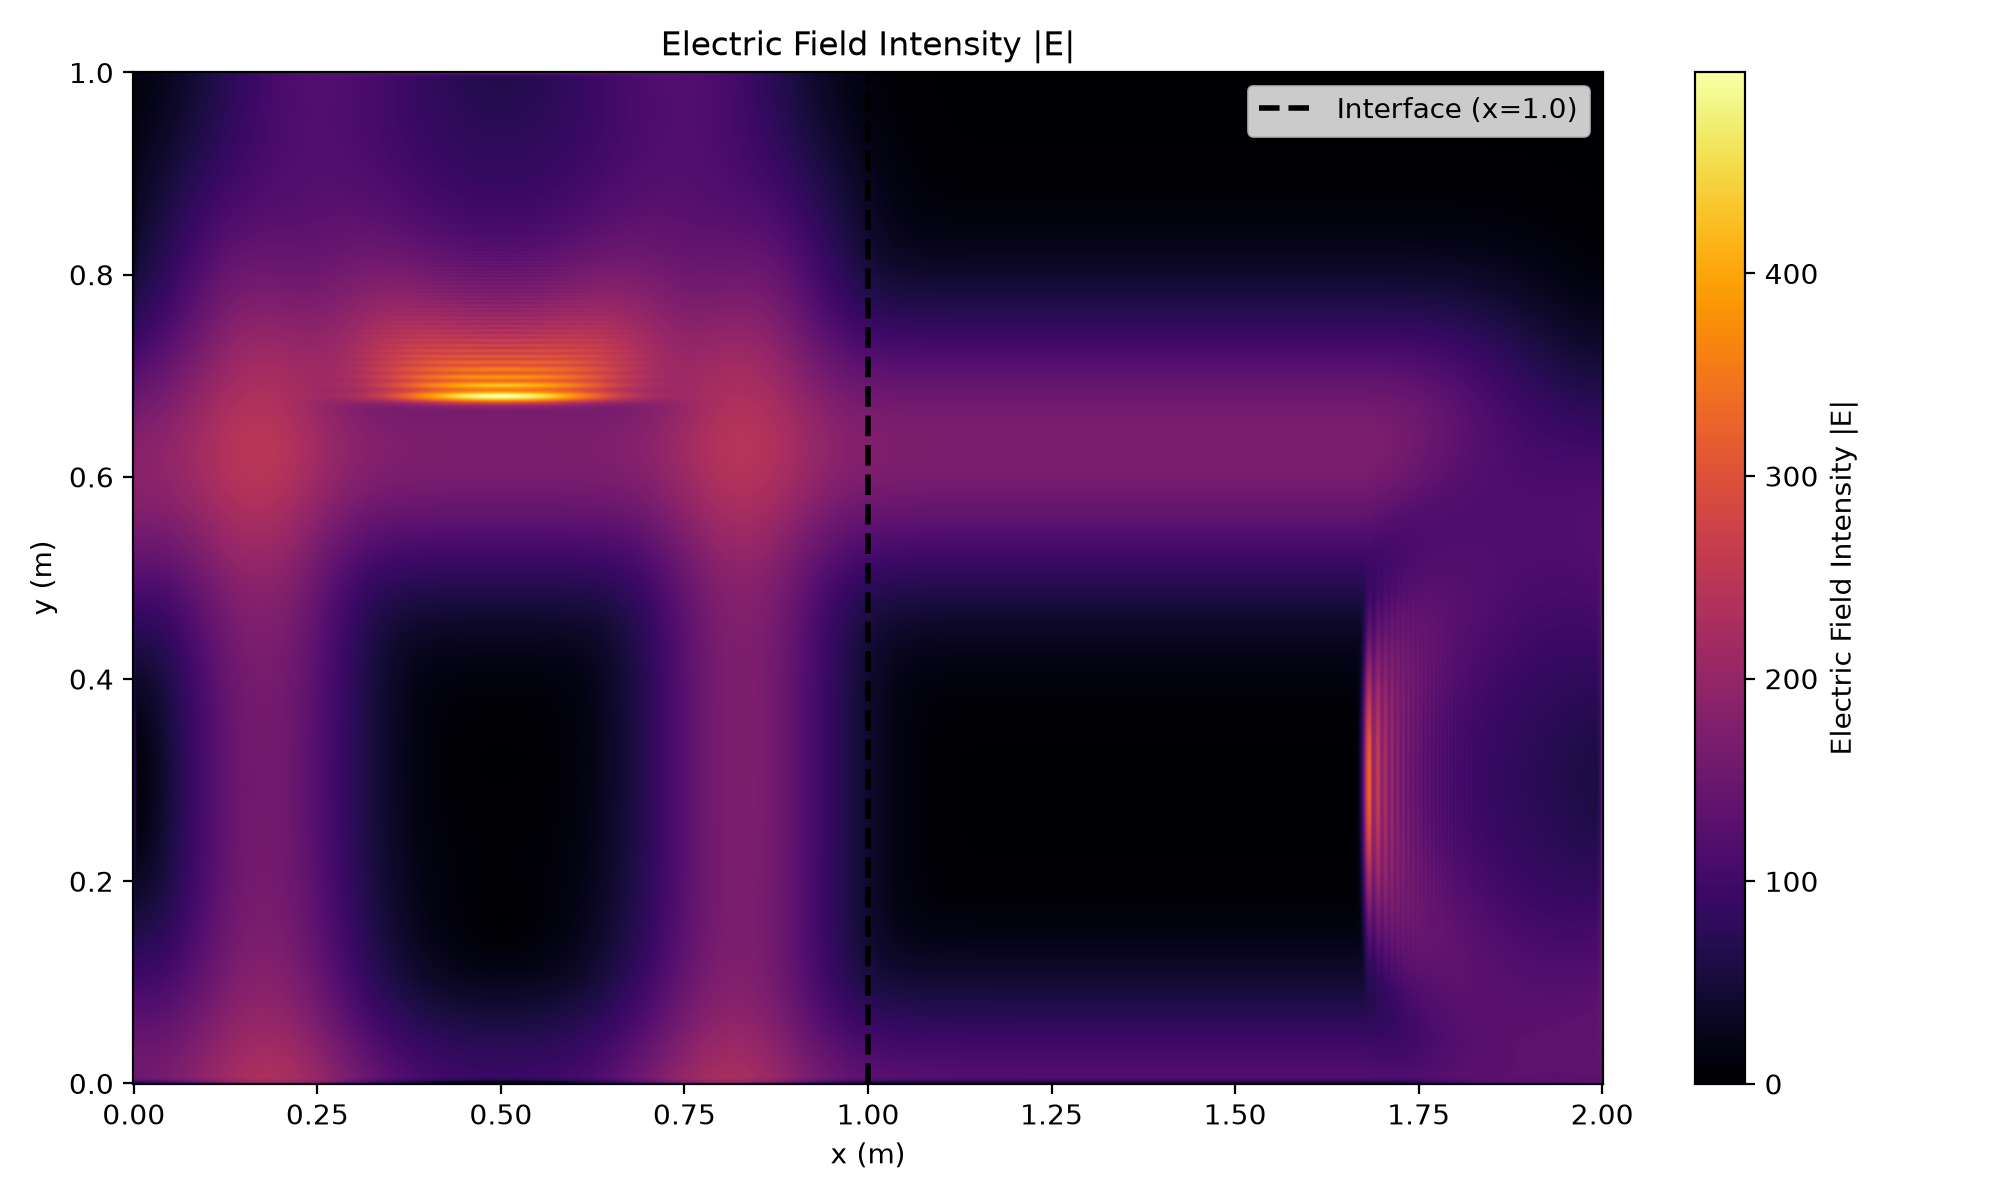 Electric Field Intensity |E|
Interface (x=1.0)
1.0
0.8
0.6
0.4
0.2
0.0
y (m)
0.00 0.25 0.50 0.75 1.00 1.25 1.50 1.75 2.00
x (m)
400
300
200
100
0
Electric Field Intensity |E|